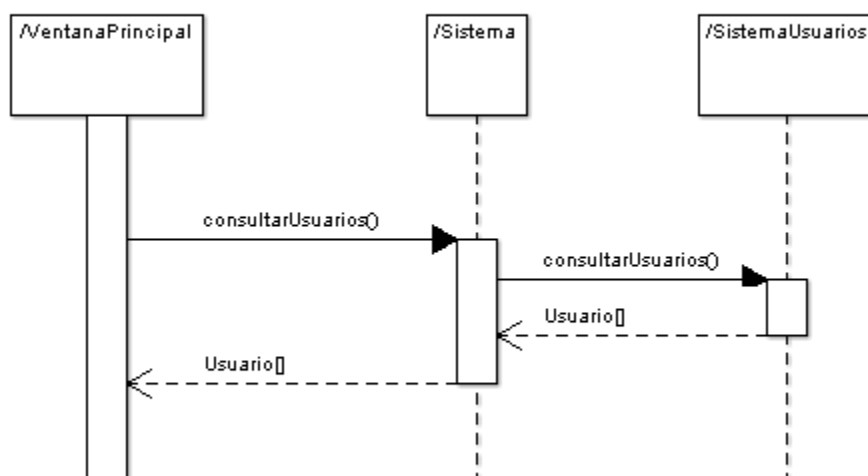 /VentanaPrincipal
/Sistema
/SistemaUsuarios
consultarUsuarios()
consultarUsuarios()
Usuario[]
Usuario[]